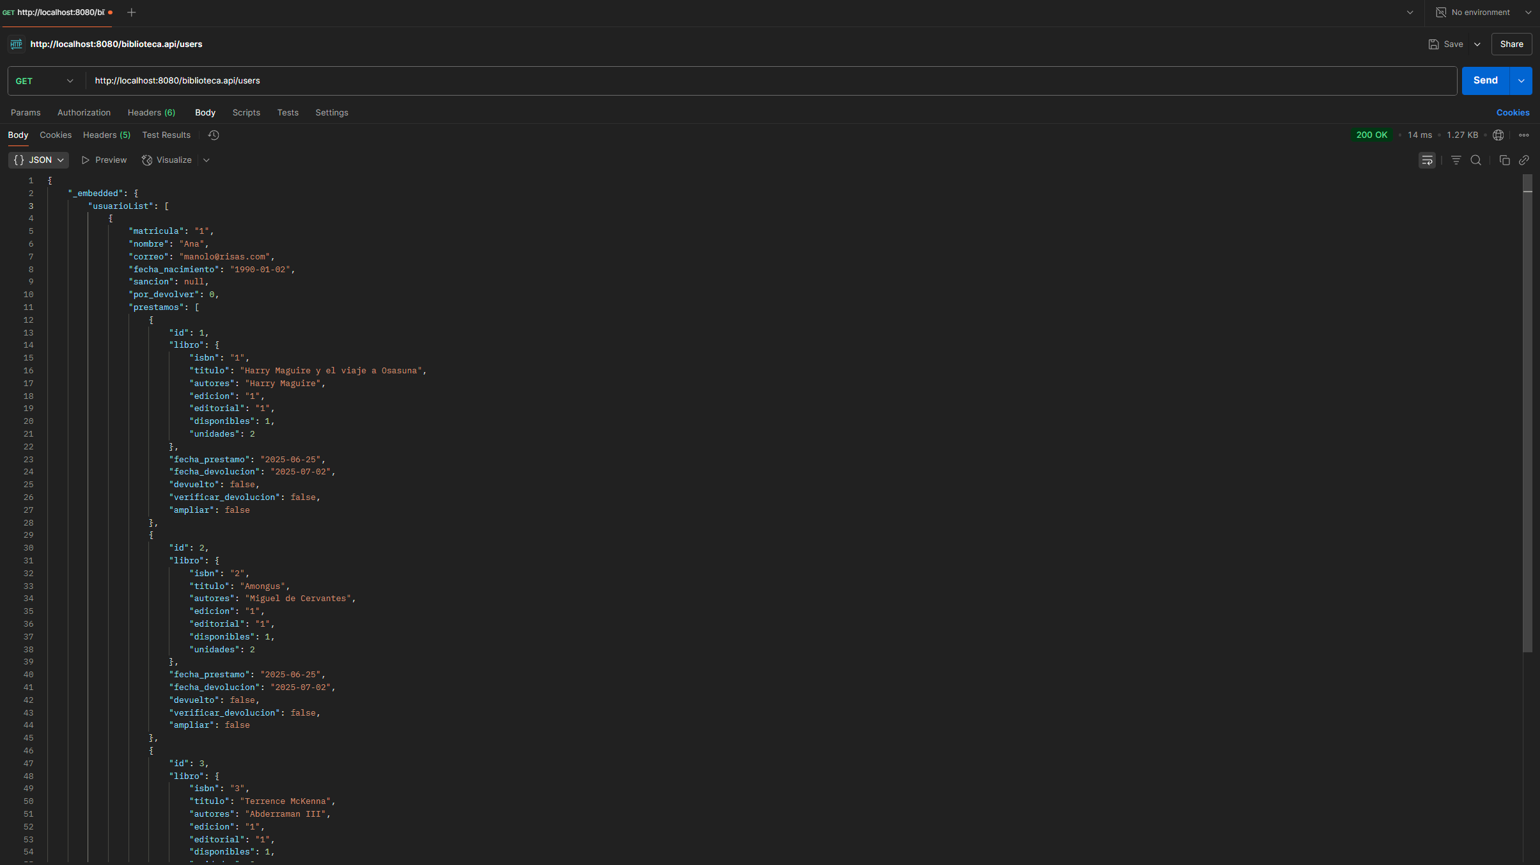 GET http://localhost:8080/bi
No environment
http://localhost:8080/biblioteca.api/users
Save
Share
GET http://localhost:8080/biblioteca.api/users
Send
Params Authorization Headers (6) Body Scripts Tests Settings
Cookies
Body Cookies Headers (5) Test Results
200 OK • 14 ms • 1.27 KB
{} JSON Preview Visualize
1 {
2 "_embedded": {
3 "usuarioList": [
4 {
5 "matricula": "1",
6 "nombre": "Ana",
7 "correo": "manolo@risas.com",
8 "fecha_nacimiento": "1990-01-02",
9 "sancion": null,
10 "por_devolver": 0,
11 "prestamos": [
12 {
13 "id": 1,
14 "libro": {
15 "isbn": "1",
16 "titulo": "Harry Maguire y el viaje a Osasuna",
17 "autores": "Harry Maguire",
18 "edicion": "1",
19 "editorial": "1",
20 "disponibles": 1,
21 "unidades": 2
22 },
23 "fecha_prestamo": "2025-06-25",
24 "fecha_devolucion": "2025-07-02",
25 "devuelto": false,
26 "verificar_devolucion": false,
27 "ampliar": false
28 },
29 {
30 "id": 2,
31 "libro": {
32 "isbn": "2",
33 "titulo": "Amongus",
34 "autores": "Miguel de Cervantes",
35 "edicion": "1",
36 "editorial": "1",
37 "disponibles": 1,
38 "unidades": 2
39 },
40 "fecha_prestamo": "2025-06-25",
41 "fecha_devolucion": "2025-07-02",
42 "devuelto": false,
43 "verificar_devolucion": false,
44 "ampliar": false
45 },
46 {
47 "id": 3,
48 "libro": {
49 "isbn": "3",
50 "titulo": "Terrence McKenna",
51 "autores": "Abderraman III",
52 "edicion": "1",
53 "editorial": "1",
54 "disponibles": 1,